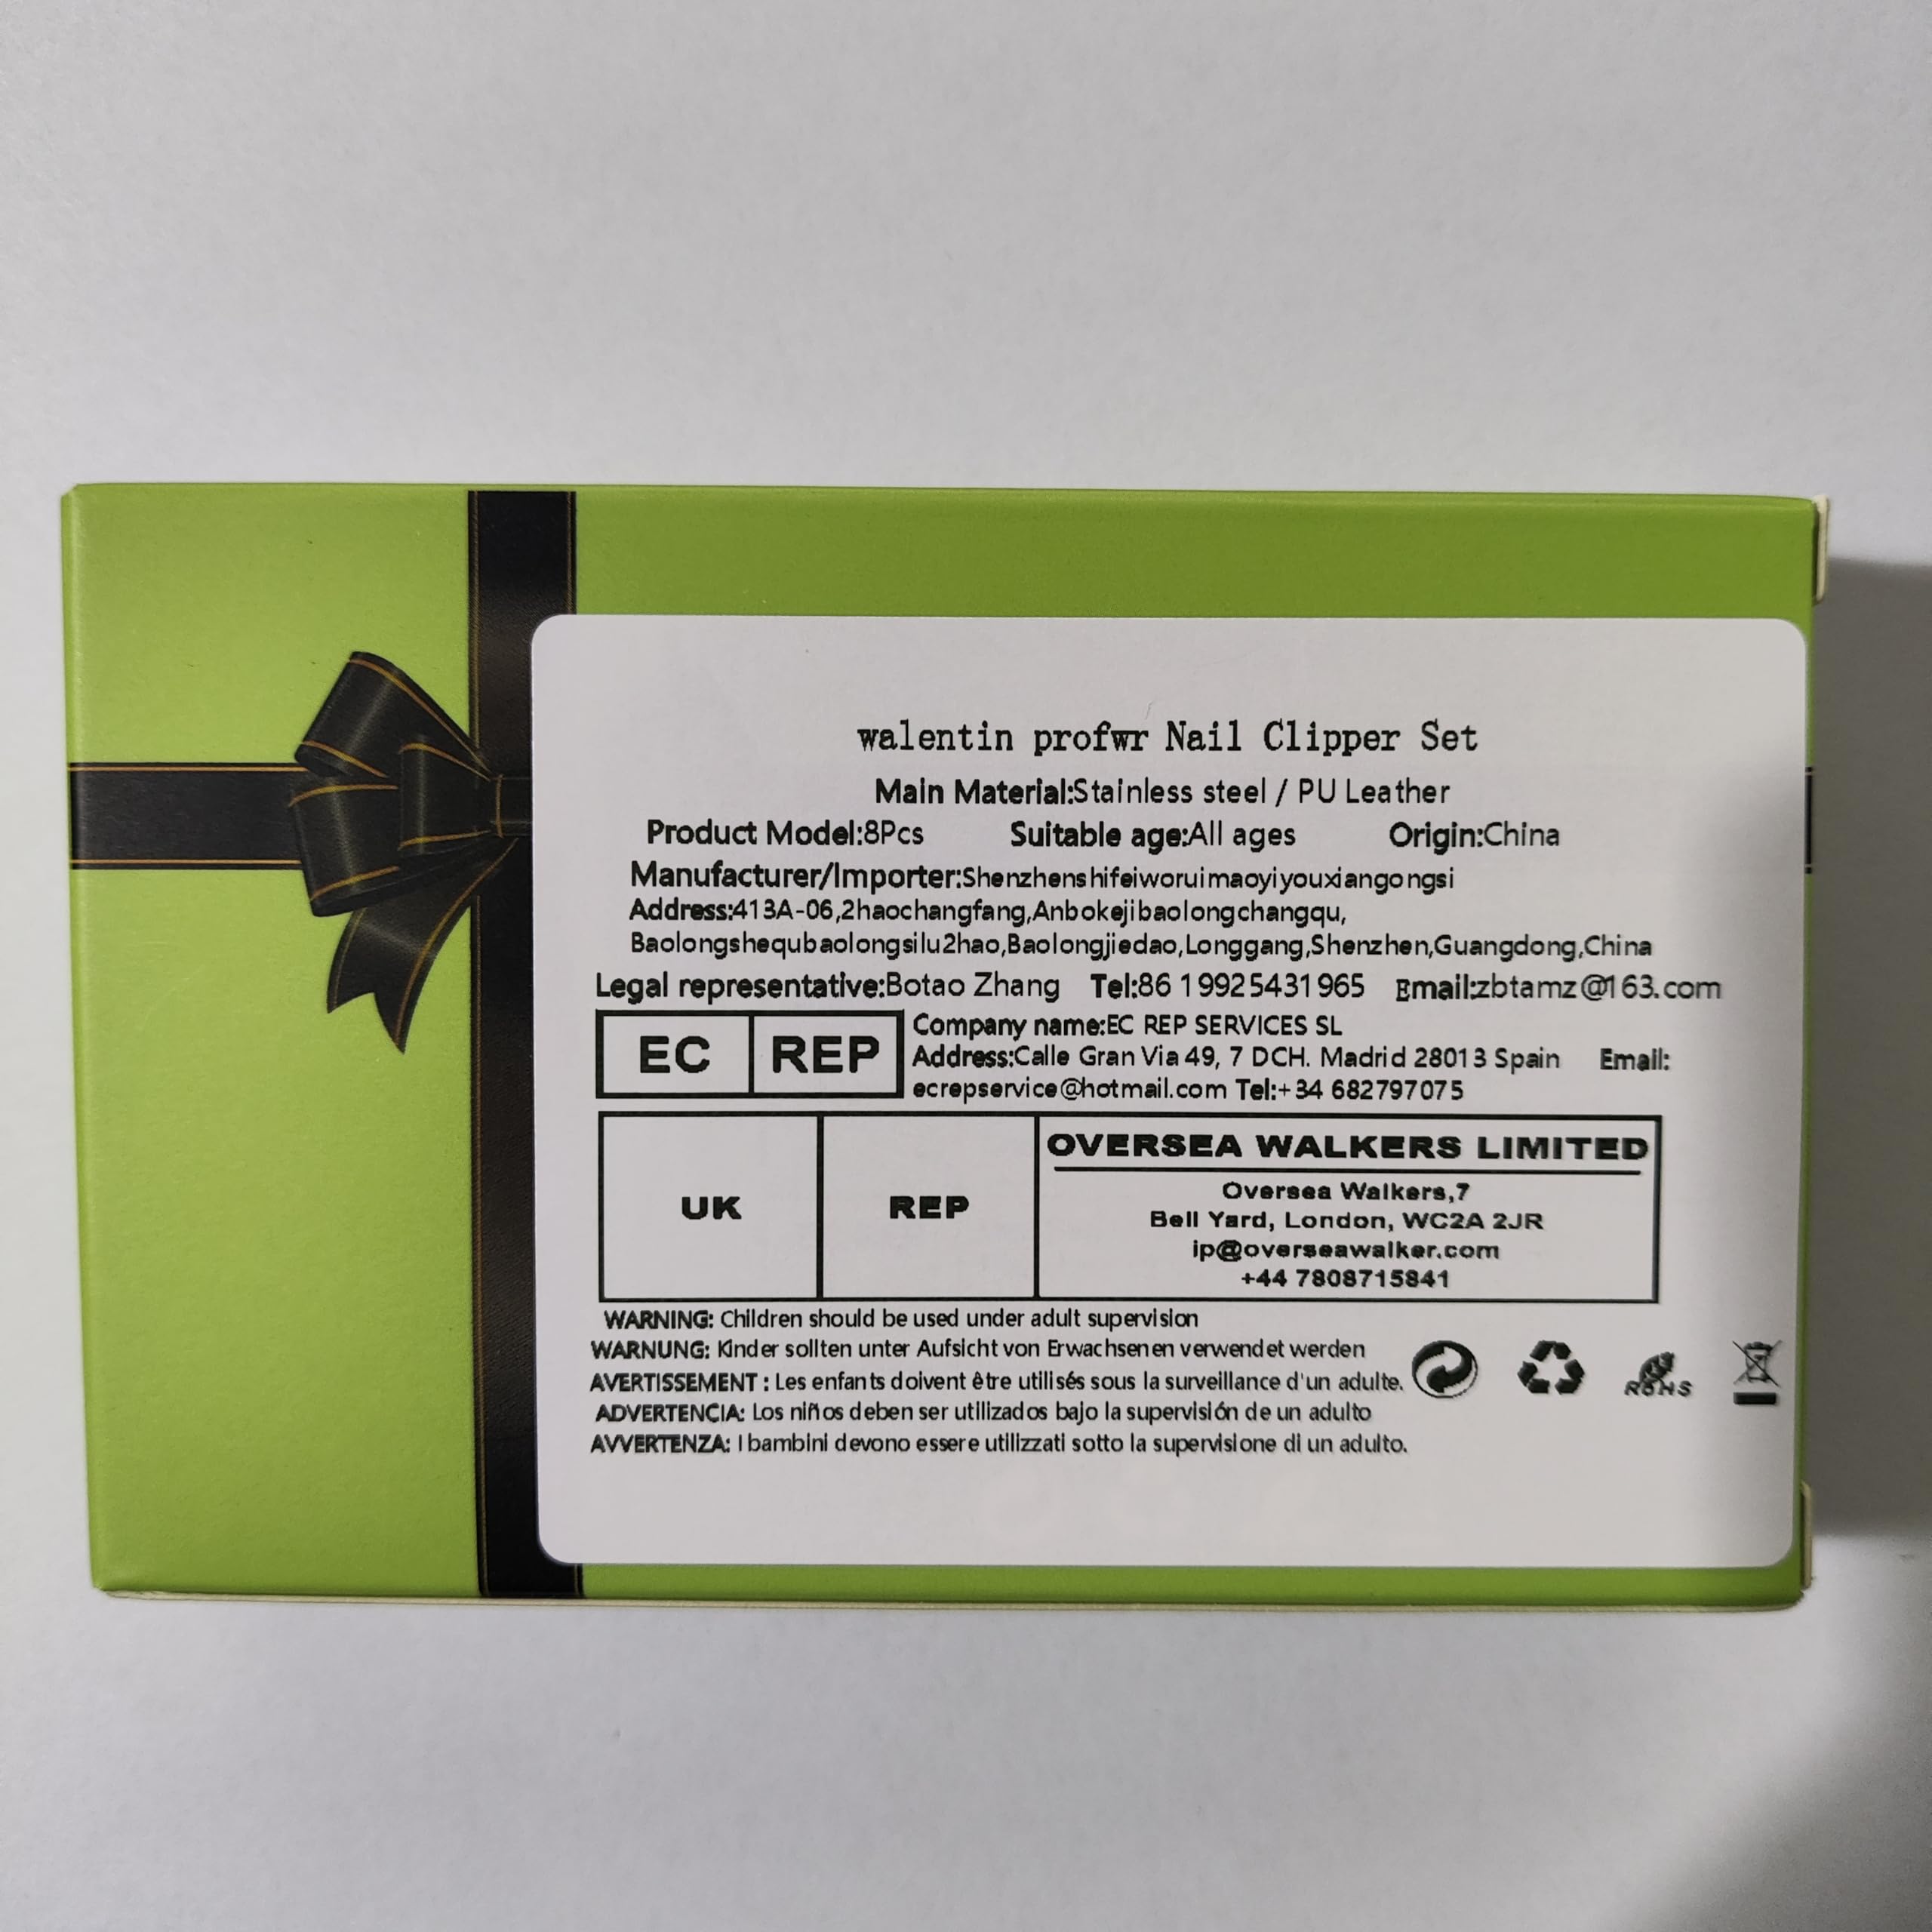 walentin profwr Nail Clipper Set
Main Material:Stainless steel / PU Leather
Product Model:8Pcs Suitable age:All ages Origin:China
Manufacturer/Importer:Shenzhenshifeiworuimaoyiyouxiangongsi
Address:413A-06,2haochangfang,Anbokejibaolongchangqu,
Baolongshequbaolongsilu2hao,Baolongjiedao,Longgang,Shenzhen,Guangdong,China
Legal representative:Botao Zhang Tel:86 19925431965 Email:zbtamz@163.com
EC REP
Company name:EC REP SERVICES SL
Address:Calle Gran Via 49, 7 DCH. Madrid 28013 Spain Email:
ecrepservice@hotmail.com Tel:+34 682797075
UK REP
OVERSEA WALKERS LIMITED
Oversea Walkers,7
Bell Yard, London, WC2A 2JR
ip@overseawalker.com
+44 7808715841
WARNING: Children should be used under adult supervision
WARNUNG: Kinder sollten unter Aufsicht von Erwachsenen verwendet werden
AVERTISSEMENT : Les enfants doivent être utilisés sous la surveillance d'un adulte.
ADVERTENCIA: Los niños deben ser utilizados bajo la supervisión de un adulto
AVVERTENZA: I bambini devono essere utilizzati sotto la supervisione di un adulto.
ROHS